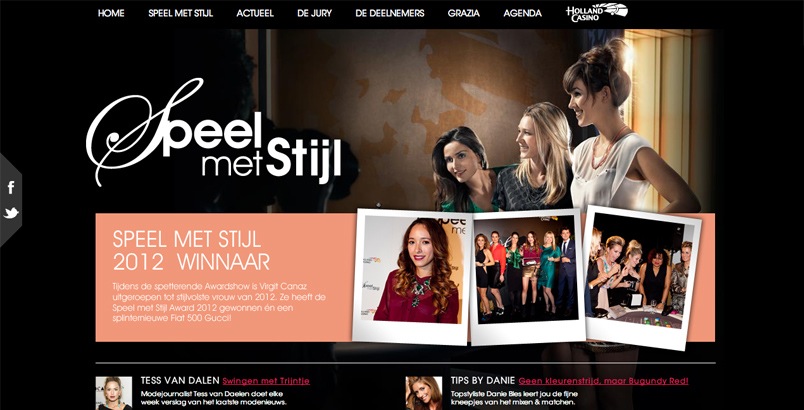 HOME SPEEL MET STIJL ACTUEEL DE JURY DE DEELNEMERS GRAZIA AGENDA HOLLAND CASINO
Speel
met Stijl
SPEEL MET STIJL
2012 WINNAAR
Tijdens de spetterende Awardshow is Virgit Canaz
uitgeroepen tot stijlvolste vrouw van 2012. Ze heeft de
Speel met Stijl Award 2012 gewonnen én een
splinternieuwe Fiat 500 Gucci!
Speel
met
TESS VAN DALEN Swingen met Trijntje
Modejournalist Tess van Daelen doet elke
week verslag van het laatste modenieuws.
TIPS BY DANIE Geen kleurenstrijd, maar Bugundy Red!
Topstyliste Danie Bles leert jou de fijne
kneepjes van het mixen & matchen.